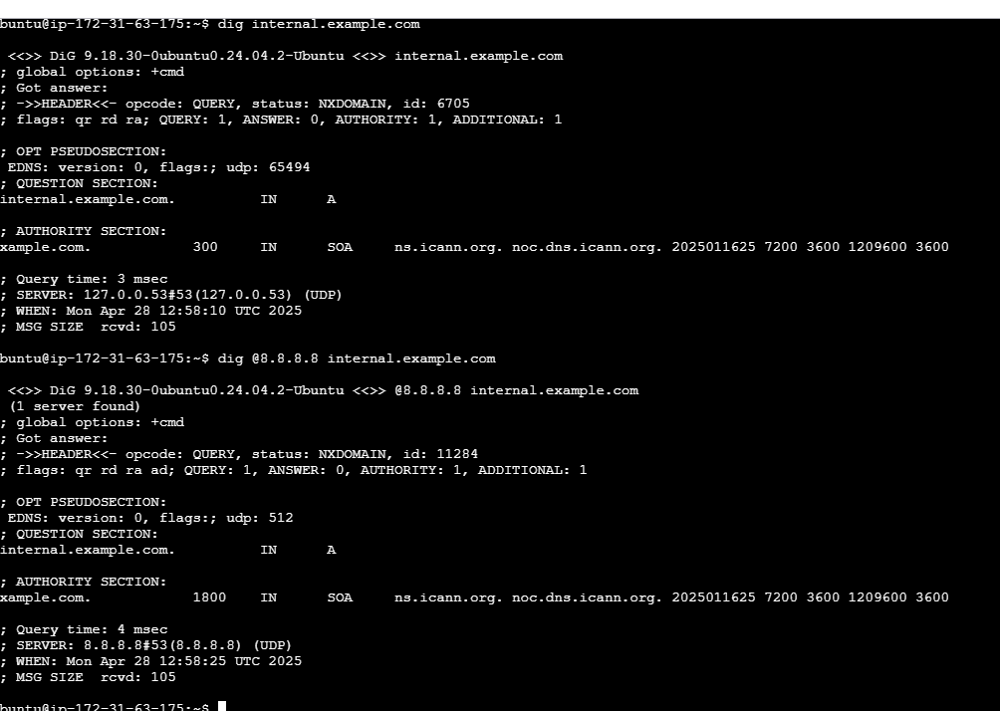 buntu@ip-172-31-63-175:~$ dig internal.example.com
<<>> DiG 9.18.30-0ubuntu0.24.04.2-Ubuntu <<>> internal.example.com
; global options: +cmd
; Got answer:
; ->>HEADER<<- opcode: QUERY, status: NXDOMAIN, id: 6705
; flags: qr rd ra; QUERY: 1, ANSWER: 0, AUTHORITY: 1, ADDITIONAL: 1
; OPT PSEUDOSECTION:
EDNS: version: 0, flags:; udp: 65494
; QUESTION SECTION:
internal.example.com. IN A
; AUTHORITY SECTION:
xample.com. 300 IN SOA ns.icann.org. noc.dns.icann.org. 2025011625 7200 3600 1209600 3600
; Query time: 3 msec
; SERVER: 127.0.0.53#53(127.0.0.53) (UDP)
; WHEN: Mon Apr 28 12:58:10 UTC 2025
; MSG SIZE rcvd: 105
buntu@ip-172-31-63-175:~$ dig @8.8.8.8 internal.example.com
<<>> DiG 9.18.30-0ubuntu0.24.04.2-Ubuntu <<>> @8.8.8.8 internal.example.com
(1 server found)
; global options: +cmd
; Got answer:
; ->>HEADER<<- opcode: QUERY, status: NXDOMAIN, id: 11284
; flags: qr rd ra ad; QUERY: 1, ANSWER: 0, AUTHORITY: 1, ADDITIONAL: 1
; OPT PSEUDOSECTION:
EDNS: version: 0, flags:; udp: 512
; QUESTION SECTION:
internal.example.com. IN A
; AUTHORITY SECTION:
xample.com. 1800 IN SOA ns.icann.org. noc.dns.icann.org. 2025011625 7200 3600 1209600 3600
; Query time: 4 msec
; SERVER: 8.8.8.8#53(8.8.8.8) (UDP)
; WHEN: Mon Apr 28 12:58:25 UTC 2025
; MSG SIZE rcvd: 105
buntu@ip-172-31-63-175:~$